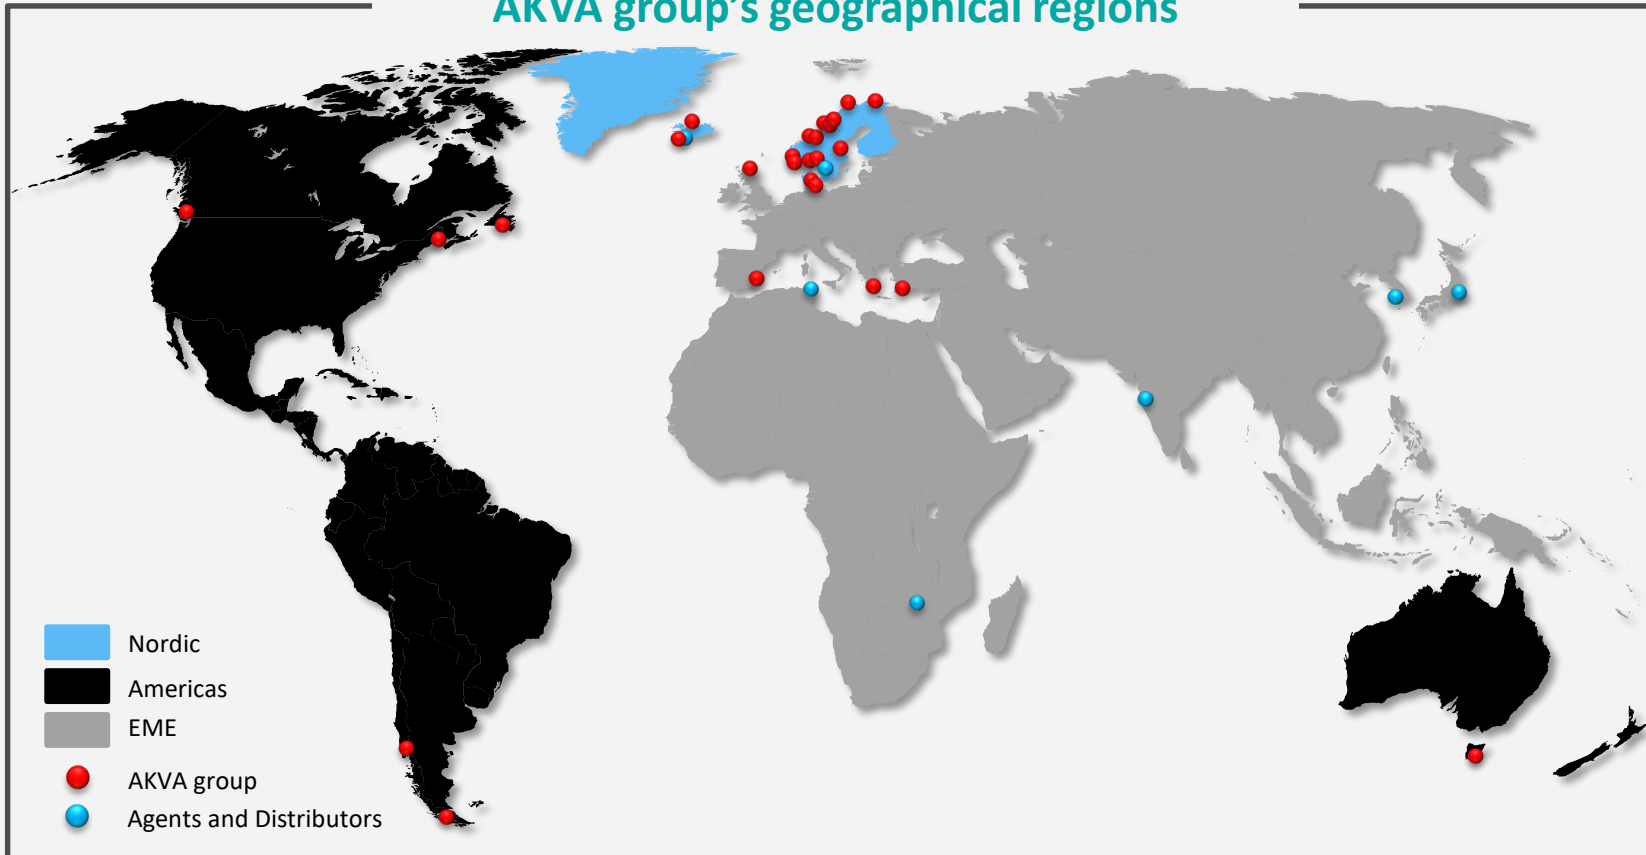 AKVA group's geographical regions
Nordic
Americas
EME
AKVA group
Agents and Distributors